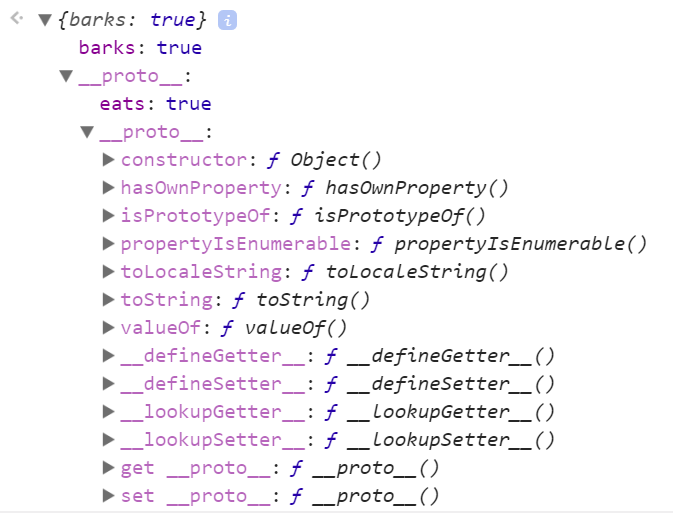 {barks: true} i
barks: true
__proto__:
eats: true
__proto__:
constructor: ƒ Object()
hasOwnProperty: ƒ hasOwnProperty()
isPrototypeOf: ƒ isPrototypeOf()
propertyIsEnumerable: ƒ propertyIsEnumerable()
toLocaleString: ƒ toLocaleString()
toString: ƒ toString()
valueOf: ƒ valueOf()
__defineGetter__: ƒ __defineGetter__()
__defineSetter__: ƒ __defineSetter__()
__lookupGetter__: ƒ __lookupGetter__()
__lookupSetter__: ƒ __lookupSetter__()
get __proto__: ƒ __proto__()
set __proto__: ƒ __proto__()